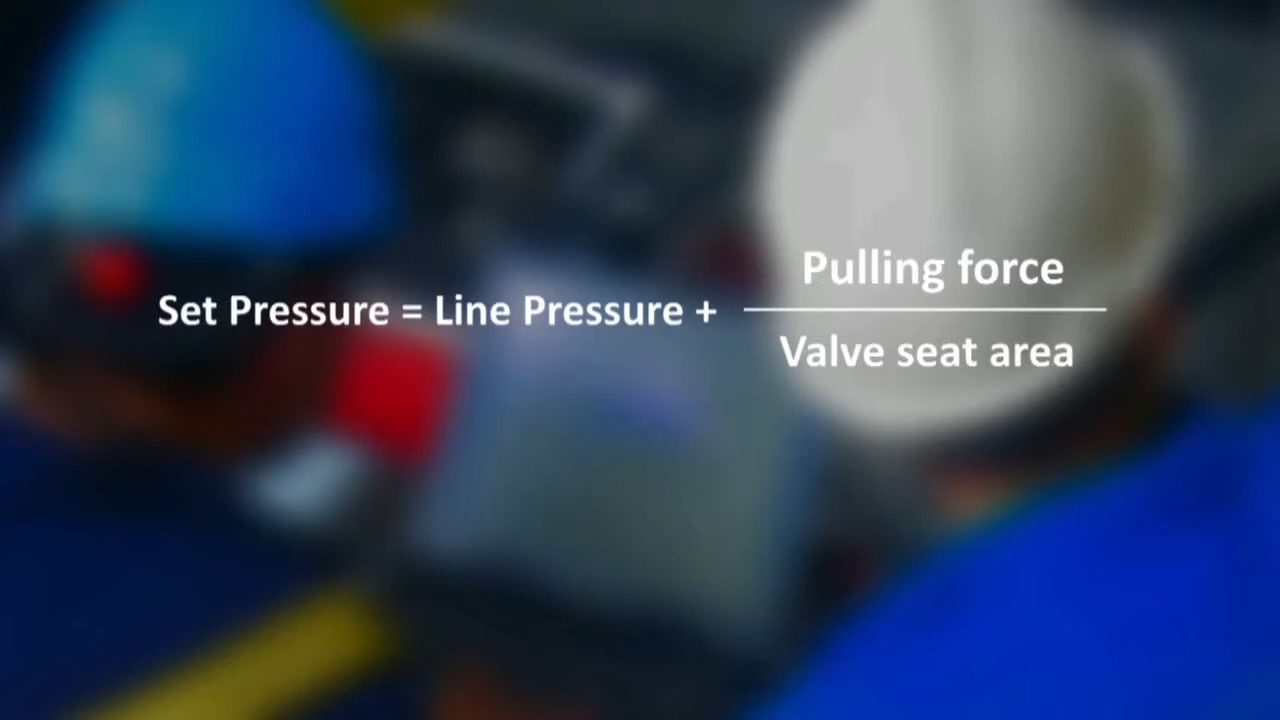 Set Pressure = Line Pressure + Pulling force
Valve seat area